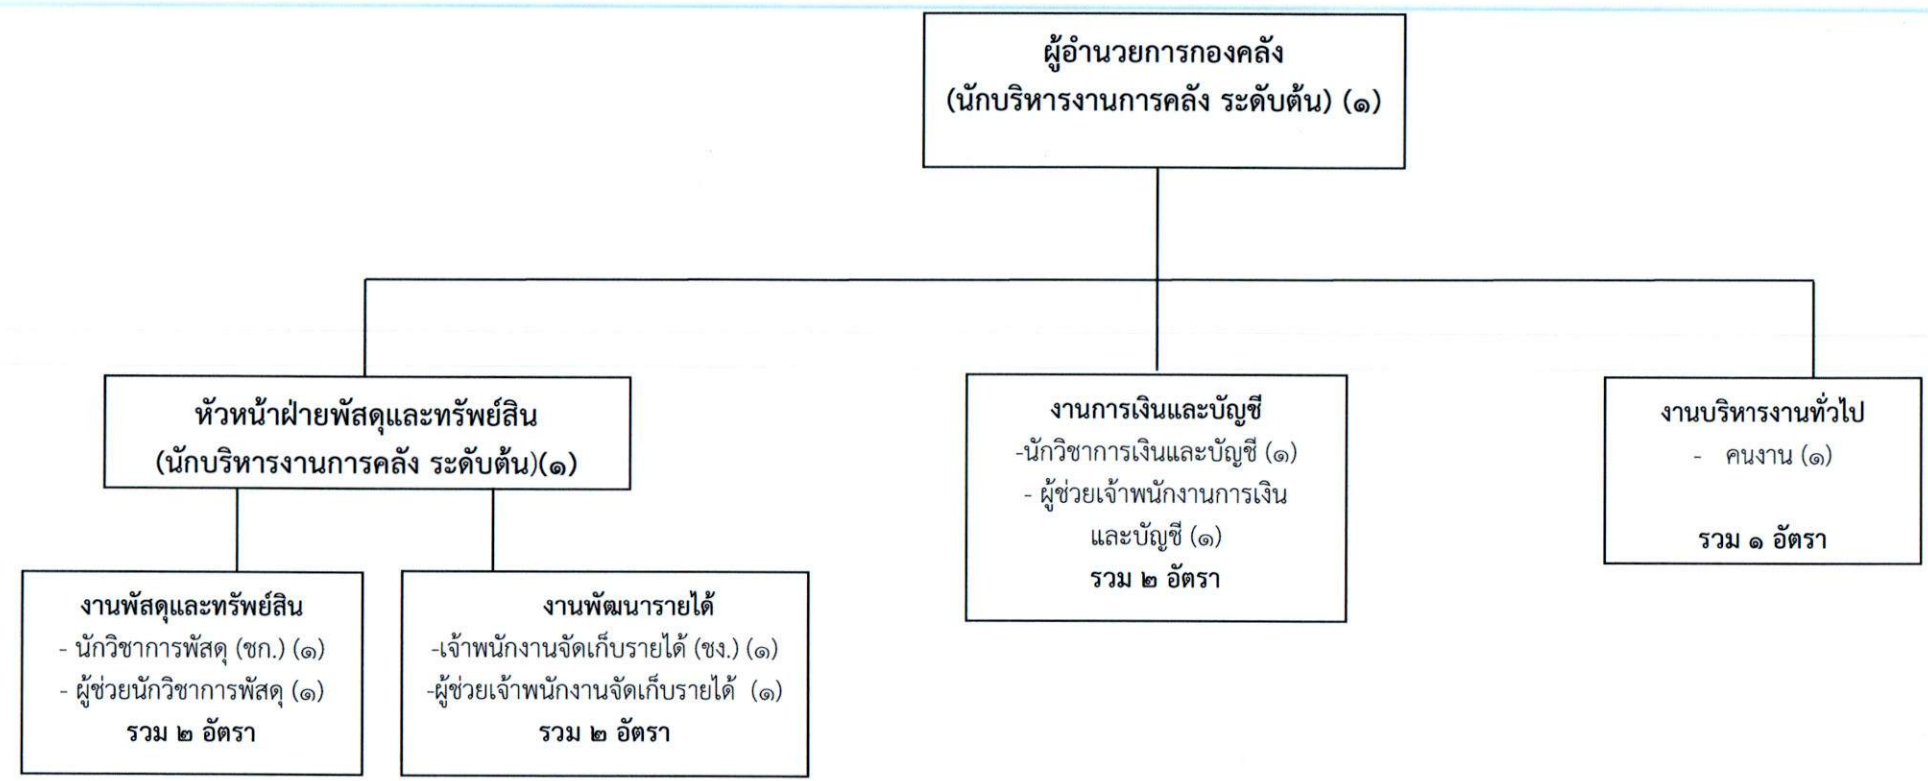 ผู้อำนวยการกองคลัง
(นักบริหารงานการคลัง ระดับต้น) (๑)
หัวหน้าฝ่ายพัสดุและทรัพย์สิน
(นักบริหารงานการคลัง ระดับต้น)(๑)
งานพัสดุและทรัพย์สิน
- นักวิชาการพัสดุ (ชก.) (๑)
- ผู้ช่วยนักวิชาการพัสดุ (๑)
รวม ๒ อัตรา
งานพัฒนารายได้
-เจ้าพนักงานจัดเก็บรายได้ (ชง.) (๑)
-ผู้ช่วยเจ้าพนักงานจัดเก็บรายได้ (๑)
รวม ๒ อัตรา
งานการเงินและบัญชี
-นักวิชาการเงินและบัญชี (๑)
- ผู้ช่วยเจ้าพนักงานการเงิน
และบัญชี (๑)
รวม ๒ อัตรา
งานบริหารงานทั่วไป
- คนงาน (๑)
รวม ๑ อัตรา